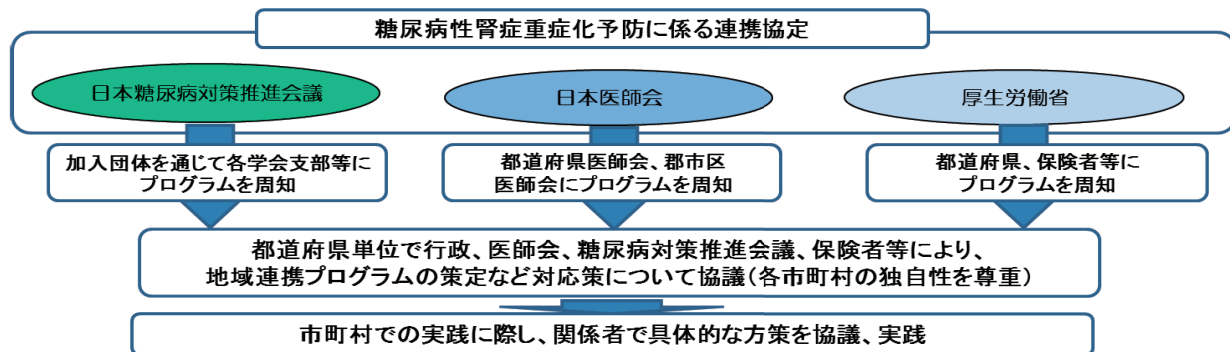 糖尿病性腎症重症化予防に係る連携協定
日本糖尿病対策推進会議
日本医師会
厚生労働省
加入団体を通じて各学会支部等に
プログラムを周知
都道府県医師会、郡市区
医師会にプログラムを周知
都道府県、保険者等に
プログラムを周知
都道府県単位で行政、医師会、糖尿病対策推進会議、保険者等により、
地域連携プログラムの策定など対応策について協議(各市町村の独自性を尊重)
市町村での実践に際し、関係者で具体的な方策を協議、実践